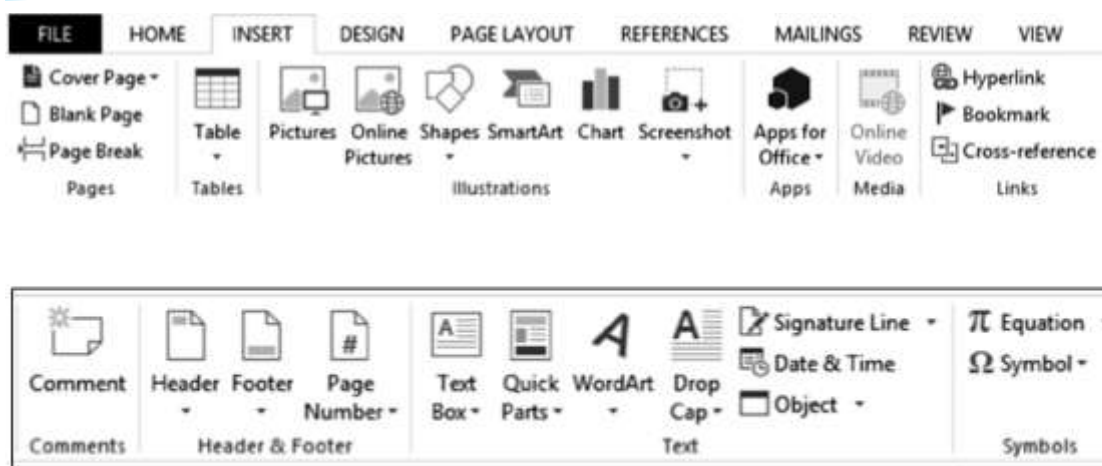 FILE HOME INSERT DESIGN PAGE LAYOUT REFERENCES MAILINGS REVIEW VIEW
Cover Page
Blank Page
Page Break
Pages
Table
Tables
Pictures
Online Pictures
Shapes
SmartArt
Chart
Screenshot
Illustrations
Apps for Office
Apps
Online Video
Media
Hyperlink
Bookmark
Cross-reference
Links
Comment
Comments
Header
Footer
Page Number
#
Header & Footer
A Text Box
Quick Parts
A WordArt
A Drop Cap
Signature Line
Date & Time
Object
Text
π Equation
Ω Symbol
Symbols